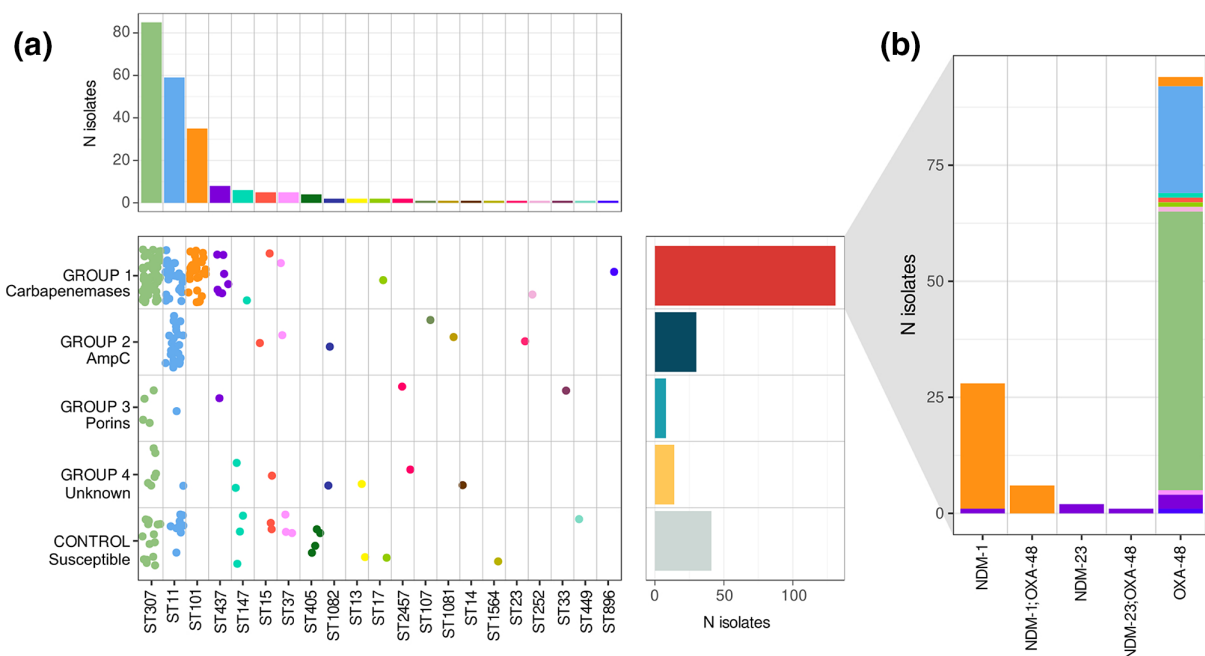 (a)
N isolates
80
60
40
20
0
GROUP 1
Carbapenemases
GROUP 2
AmpC
GROUP 3
Porins
GROUP 4
Unknown
CONTROL
Susceptible
ST307
ST11
ST101
ST437
ST147
ST15
ST37
ST405
ST1082
ST13
ST17
ST2457
ST107
ST1081
ST14
ST1564
ST23
ST252
ST33
ST449
ST896
0
100
N isolates
(b)
N isolates
75
50
25
0
NDM-1
NDM-1;OXA-48
NDM-23
NDM-23;OXA-48
OXA-48